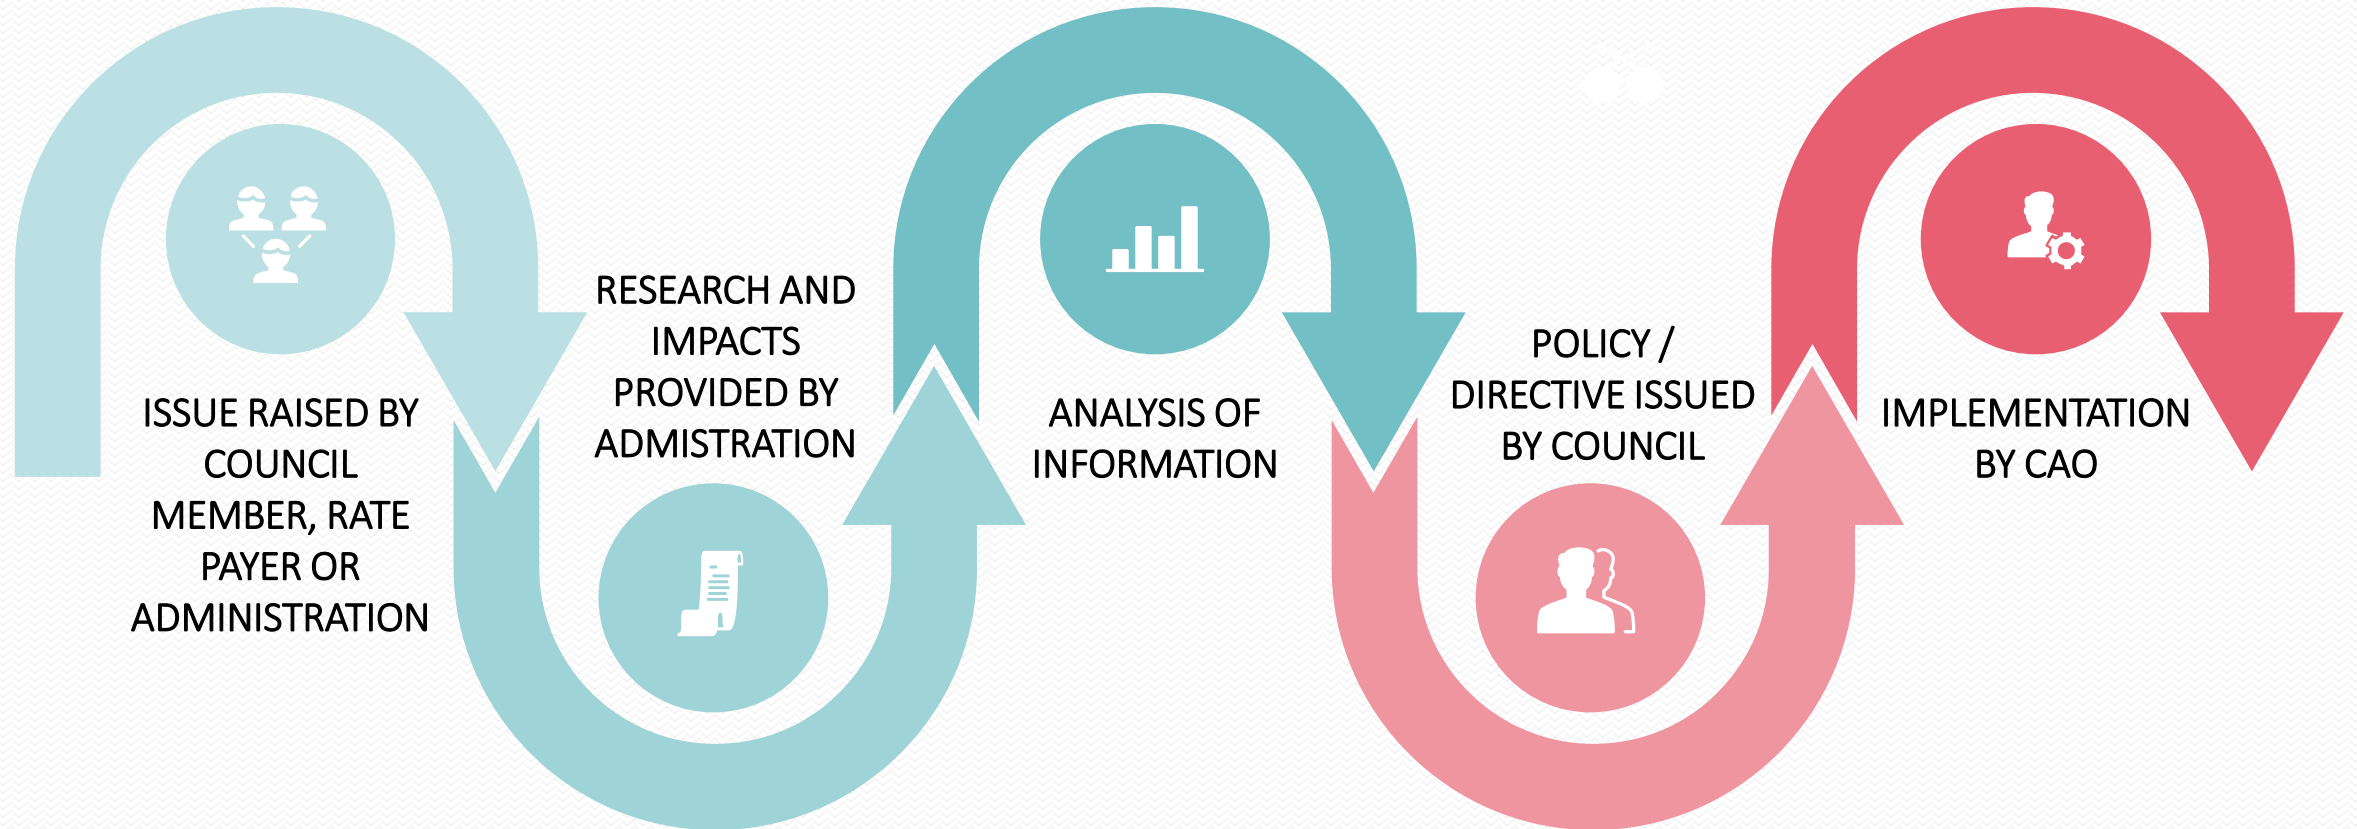 ISSUE RAISED BY
COUNCIL
MEMBER, RATE
PAYER OR
ADMINISTRATION
RESEARCH AND
IMPACTS
PROVIDED BY
ADMISTRATION
ANALYSIS OF
INFORMATION
POLICY /
DIRECTIVE ISSUED
BY COUNCIL
IMPLEMENTATION
BY CAO